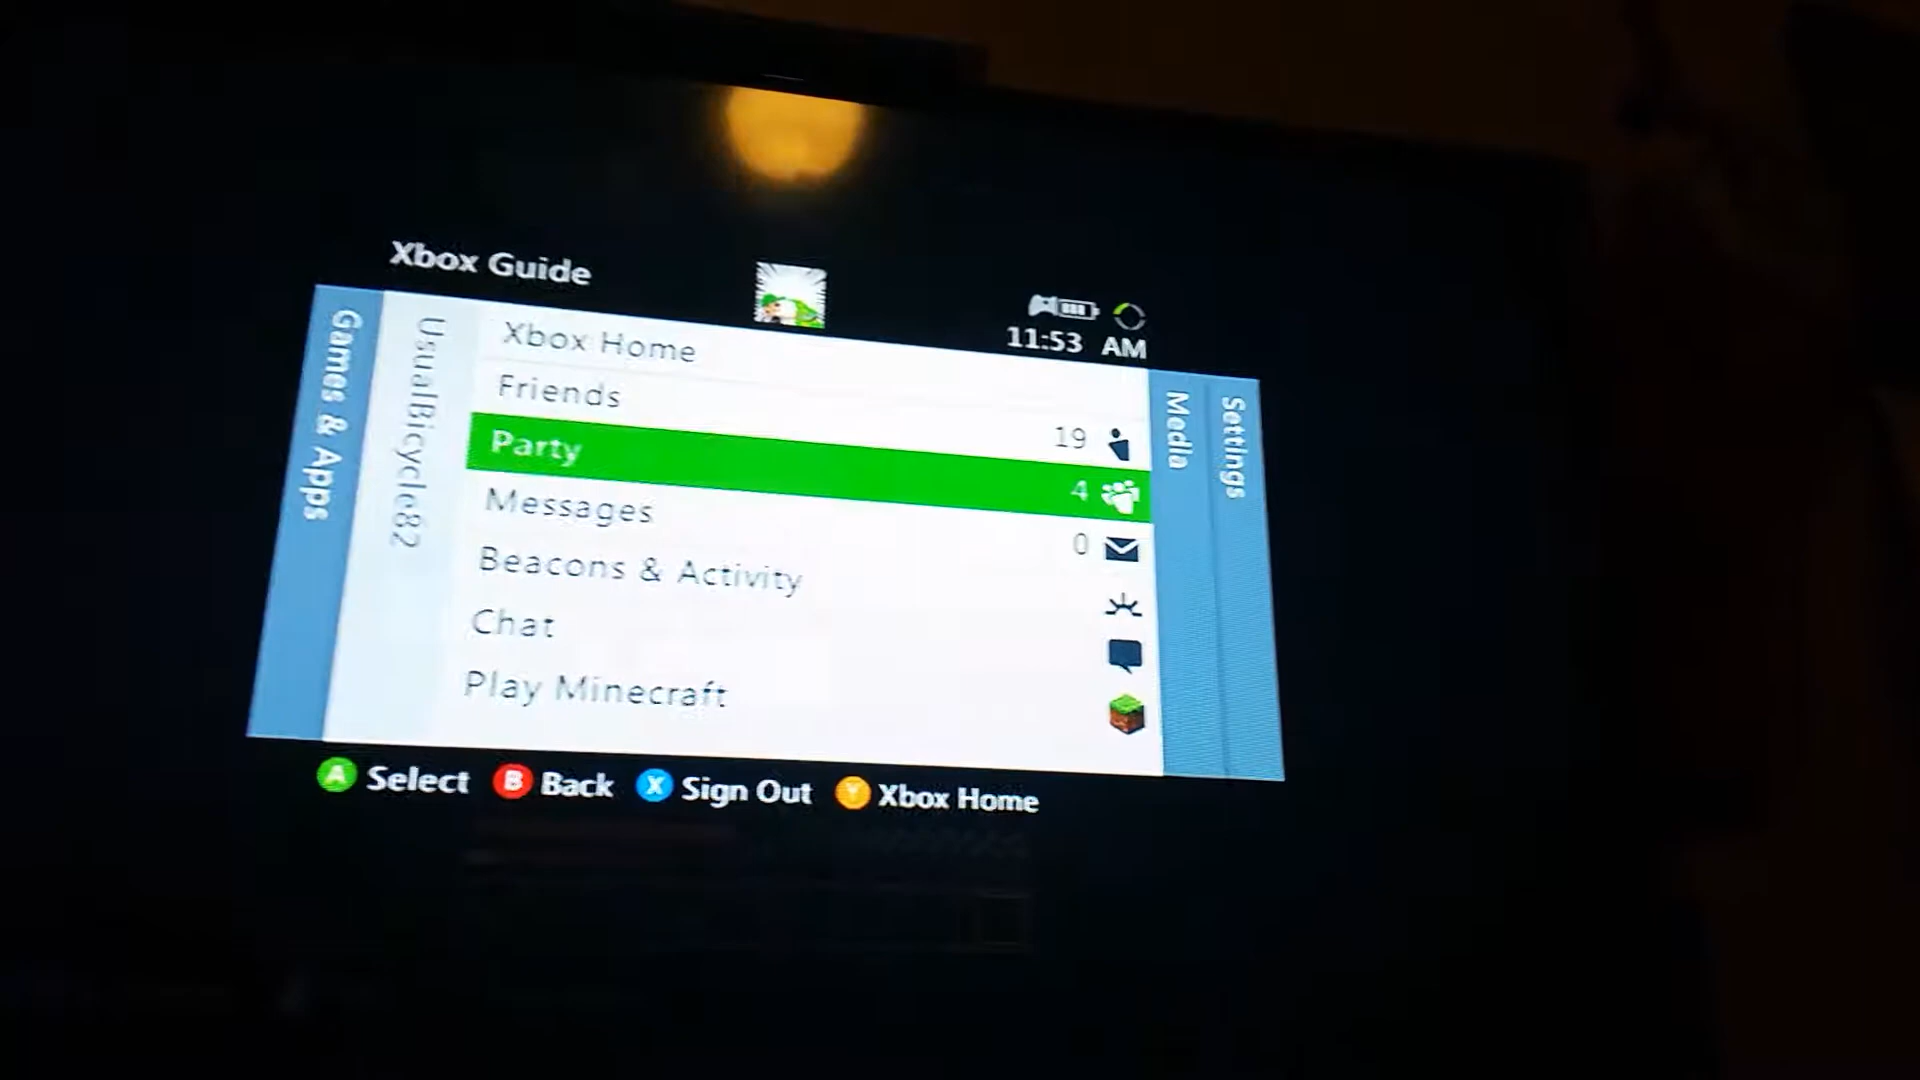 Xbox Guide
11:53 AM
Games & Apps
UsualBicycle82
Xbox Home
Friends 19
Party 4
Messages 0
Beacons & Activity
Chat
Play Minecraft
Media
Settings
A Select B Back X Sign Out Y Xbox Home